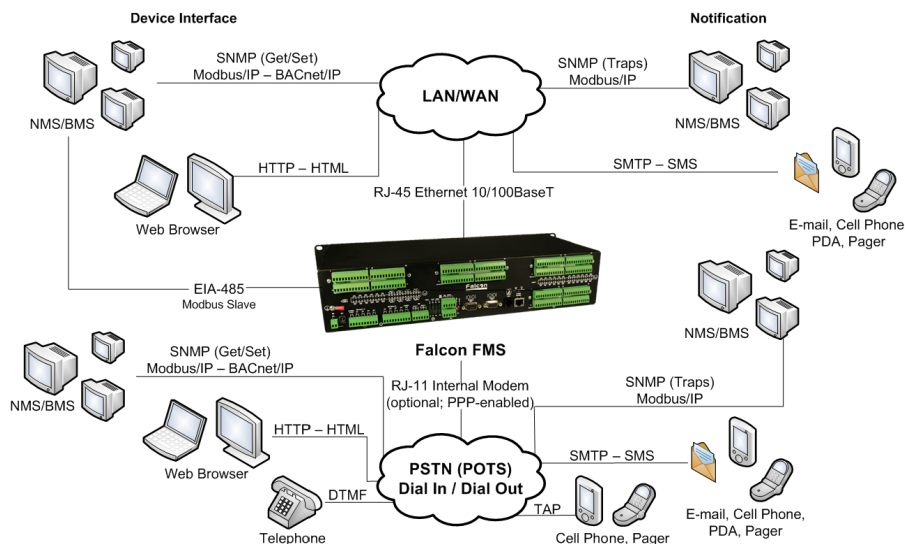 Device Interface
Notification
SNMP (Get/Set)
Modbus/IP – BACnet/IP
NMS/BMS
LAN/WAN
SNMP (Traps)
Modbus/IP
NMS/BMS
HTTP – HTML
Web Browser
RJ-45 Ethernet 10/100BaseT
SMTP – SMS
E-mail, Cell Phone
PDA, Pager
EIA-485
Modbus Slave
Falcon
Falcon FMS
NMS/BMS
SNMP (Get/Set)
Modbus/IP – BACnet/IP
NMS/BMS
RJ-11 Internal Modem
(optional; PPP-enabled)
SNMP (Traps)
Modbus/IP
HTTP – HTML
Web Browser
PSTN (POTS)
Dial In / Dial Out
SMTP – SMS
E-mail, Cell Phone,
PDA, Pager
DTMF
Telephone
TAP
Cell Phone, Pager